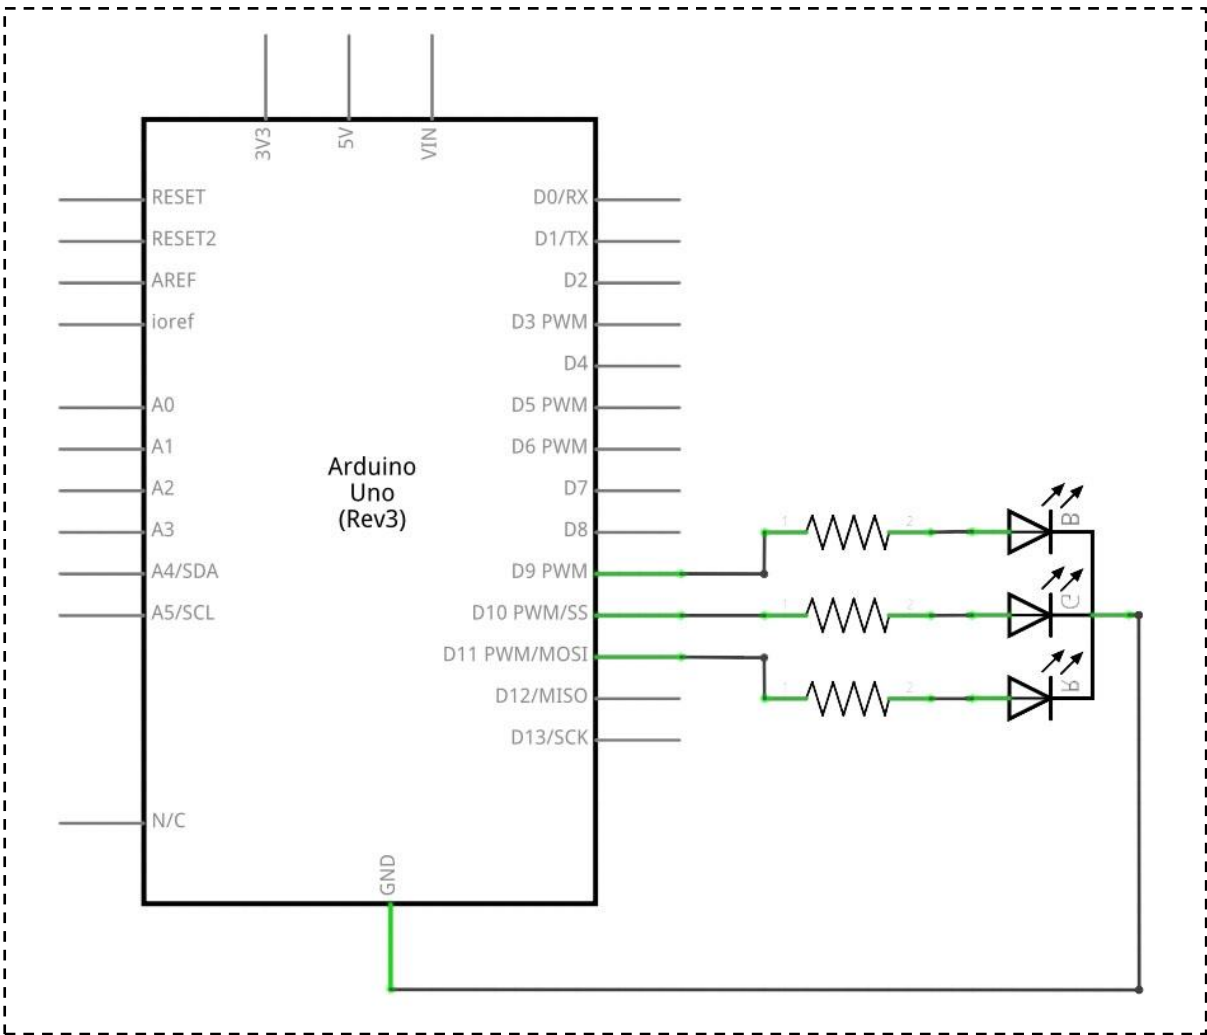 3V3
5V
VIN
RESET
RESET2
AREF
ioref
A0
A1
A2
A3
A4/SDA
A5/SCL
N/C
Arduino
Uno
(Rev3)
D0/RX
D1/TX
D2
D3 PWM
D4
D5 PWM
D6 PWM
D7
D8
D9 PWM
D10 PWM/SS
D11 PWM/MOSI
D12/MISO
D13/SCK
GND
1
2
B
1
2
G
1
2
R